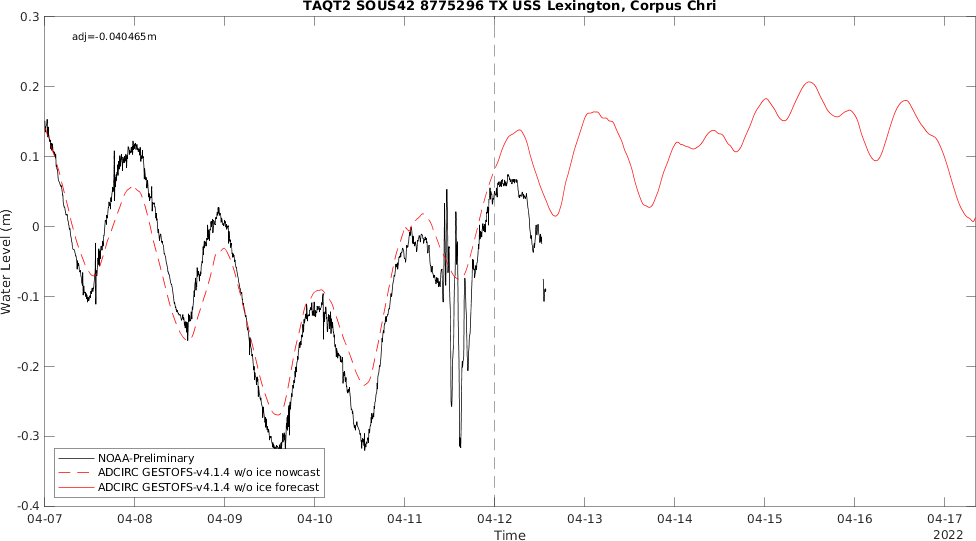 TAQT2 SOUS42 8775296 TX USS Lexington, Corpus Chri
adj=-0.040465m
0.3
0.2
0.1
0
-0.1
-0.2
-0.3
-0.4
Water Level (m)
NOAA-Preliminary
ADCIRC GESTOFS-v4.1.4 w/o ice nowcast
ADCIRC GESTOFS-v4.1.4 w/o ice forecast
04-07 04-08 04-09 04-10 04-11 04-12 04-13 04-14 04-15 04-16 04-17
Time
2022